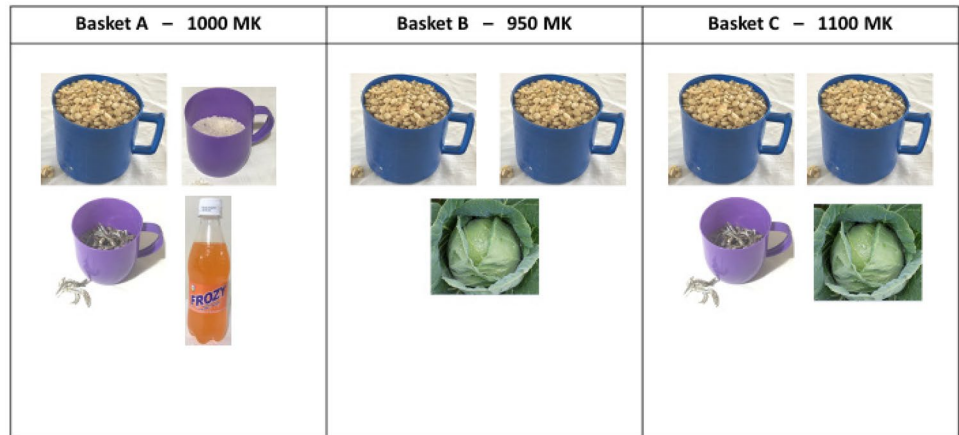 Basket A – 1000 MK
Basket B – 950 MK
Basket C – 1100 MK
FROZY